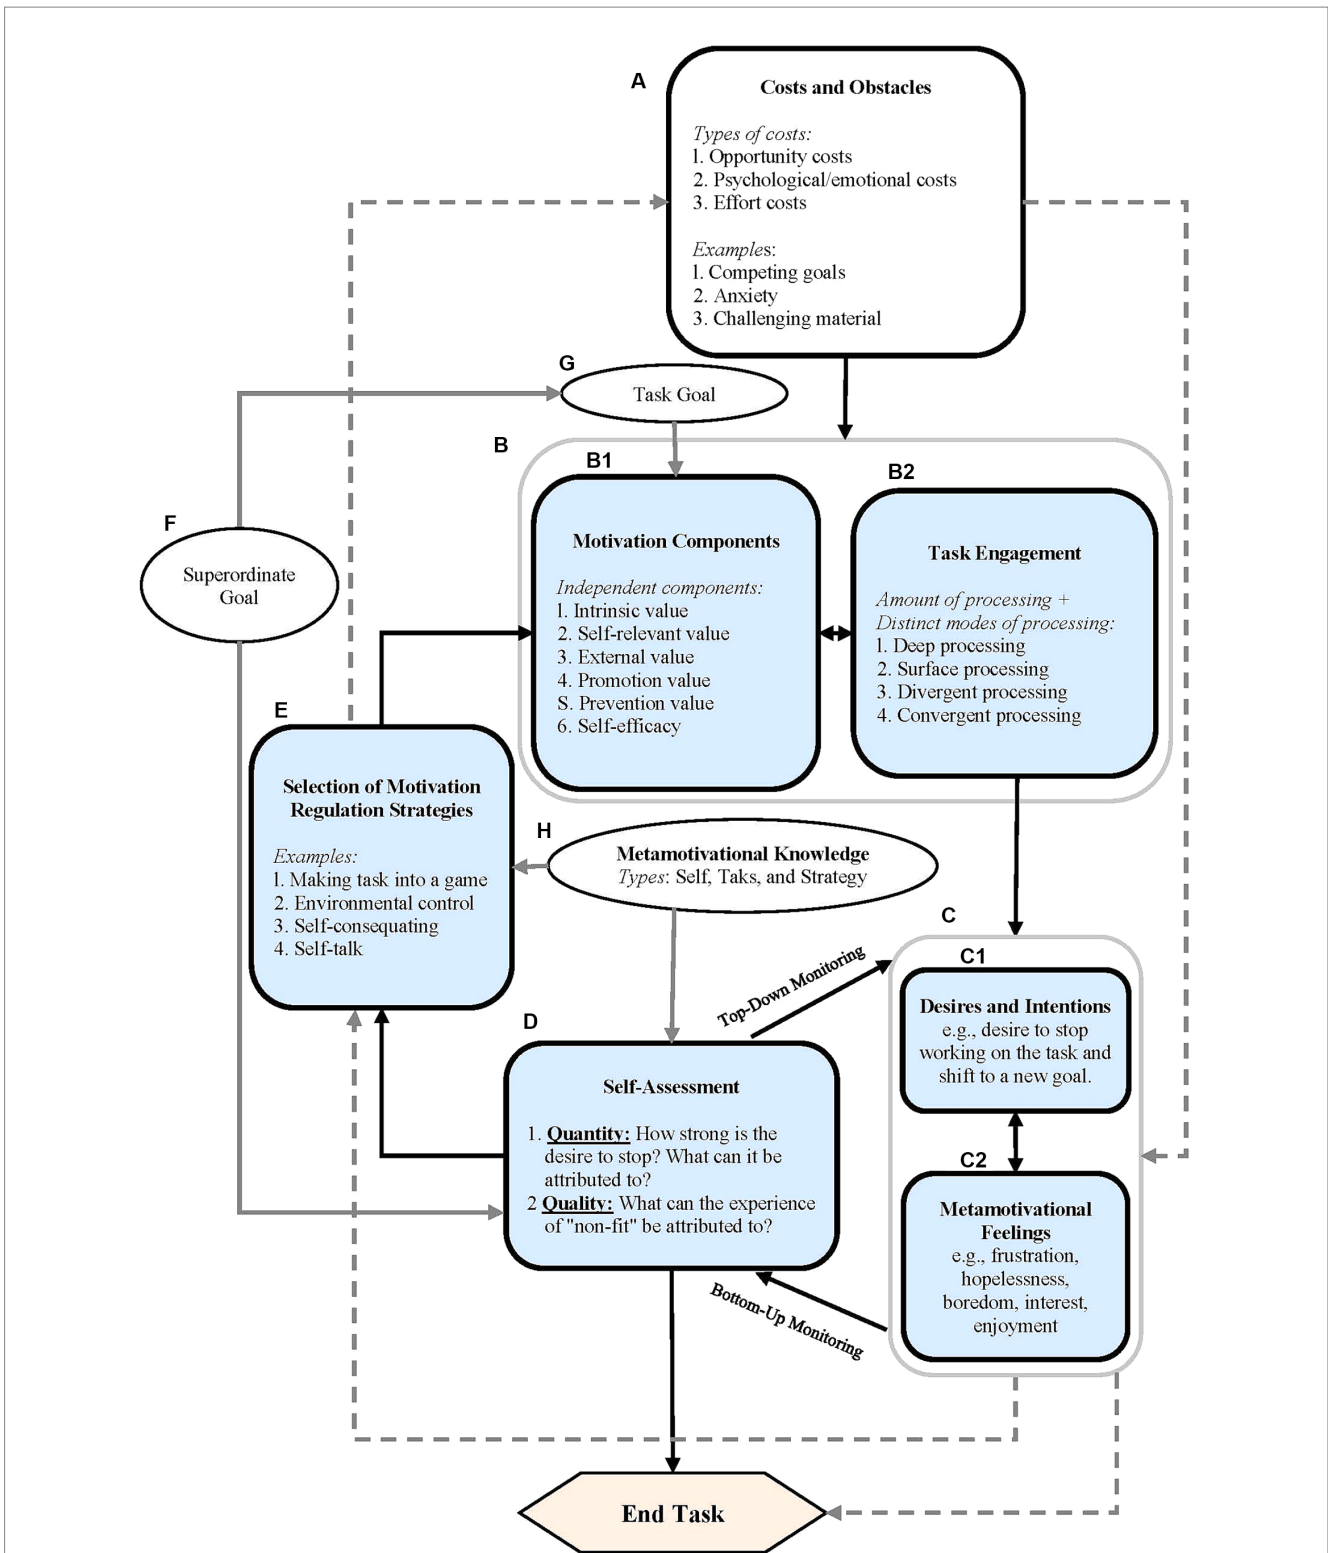 A
Costs and Obstacles
Types of costs:
1. Opportunity costs
2. Psychological/emotional costs
3. Effort costs
Examples:
1. Competing goals
2. Anxiety
3. Challenging material
G
Task Goal
B
B1
Motivation Components
Independent components:
1. Intrinsic value
2. Self-relevant value
3. External value
4. Promotion value
S. Prevention value
6. Self-efficacy
B2
Task Engagement
Amount of processing +
Distinct modes of processing:
1. Deep processing
2. Surface processing
3. Divergent processing
4. Convergent processing
F
Superordinate
Goal
E
Selection of Motivation
Regulation Strategies
Examples:
1. Making task into a game
2. Environmental control
3. Self-consequating
4. Self-talk
H
Metamotivational Knowledge
Types: Self, Taks, and Strategy
C
C1
Desires and Intentions
e.g., desire to stop
working on the task and
shift to a new goal.
C2
Metamotivational
Feelings
e.g., frustration,
hopelessness,
boredom, interest,
enjoyment
Top-Down Monitoring
D
Self-Assessment
1. Quantity: How strong is the
desire to stop? What can it be
attributed to?
2 Quality: What can the experience
of "non-fit" be attributed to?
Bottom-Up Monitoring
End Task